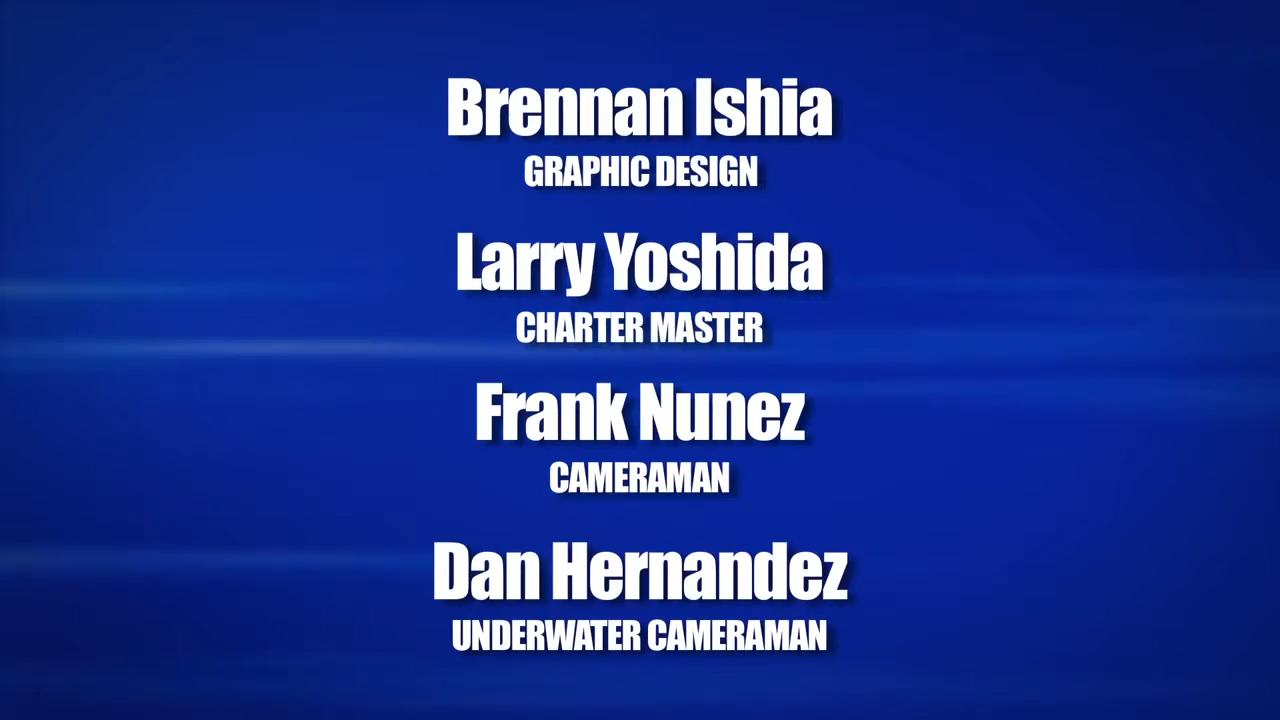 Brennan Ishia
GRAPHIC DESIGN
Larry Yoshida
CHARTER MASTER
Frank Nunez
CAMERAMAN
Dan Hernandez
UNDERWATER CAMERAMAN